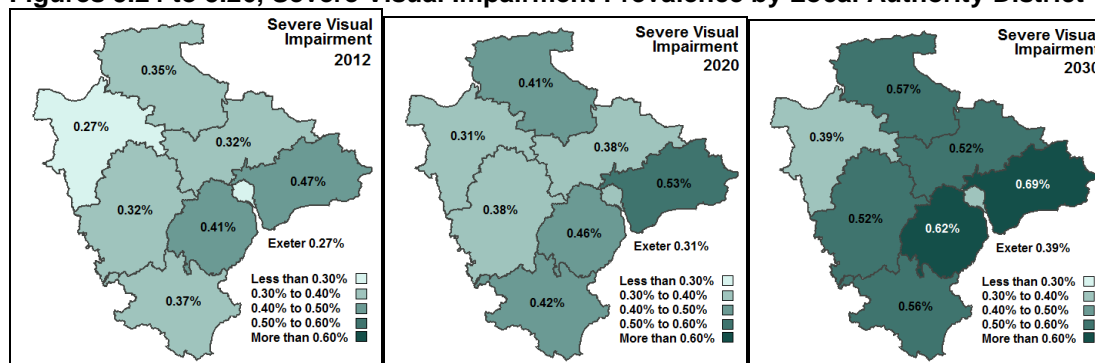 Figures 3.24 to 3.26, Severe Visual Impairment Prevalence by Local Authority District
Severe Visual
Impairment
2012
0.35%
0.27%
0.32%
0.47%
0.32%
0.41%
Exeter 0.27%
0.37%
Less than 0.30%
0.30% to 0.40%
0.40% to 0.50%
0.50% to 0.60%
More than 0.60%
Severe Visual
Impairment
2020
0.41%
0.31%
0.38%
0.53%
0.38%
0.46%
Exeter 0.31%
0.42%
Less than 0.30%
0.30% to 0.40%
0.40% to 0.50%
0.50% to 0.60%
More than 0.60%
Severe Visual
Impairment
2030
0.57%
0.39%
0.52%
0.69%
0.52%
0.62%
Exeter 0.39%
0.56%
Less than 0.30%
0.30% to 0.40%
0.40% to 0.50%
0.50% to 0.60%
More than 0.60%